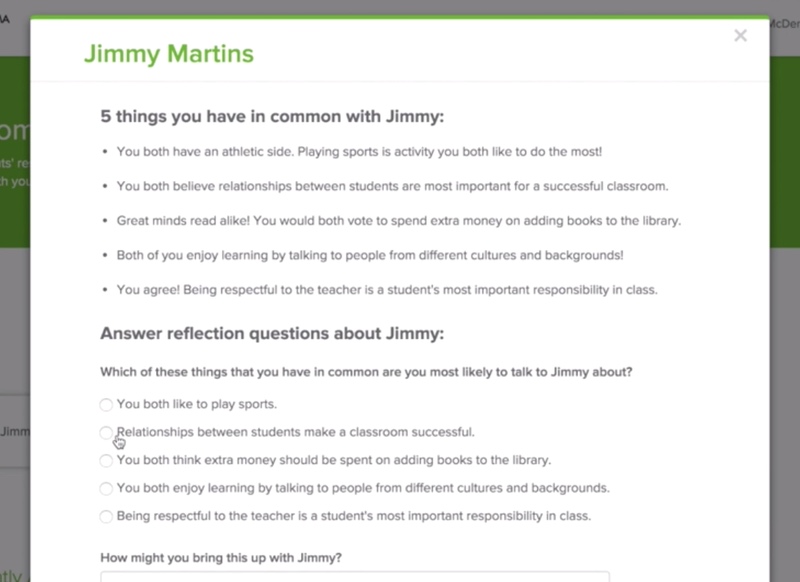 Jimmy Martins
5 things you have in common with Jimmy:
• You both have an athletic side. Playing sports is activity you both like to do the most!
• You both believe relationships between students are most important for a successful classroom.
• Great minds read alike! You would both vote to spend extra money on adding books to the library.
• Both of you enjoy learning by talking to people from different cultures and backgrounds!
• You agree! Being respectful to the teacher is a student's most important responsibility in class.
Answer reflection questions about Jimmy:
Which of these things that you have in common are you most likely to talk to Jimmy about?
You both like to play sports.
Relationships between students make a classroom successful.
Jimm
You both think extra money should be spent on adding books to the library.
You both enjoy learning by talking to people from different cultures and backgrounds.
Being respectful to the teacher is a student's most important responsibility in class.
How might you bring this up with Jimmy?